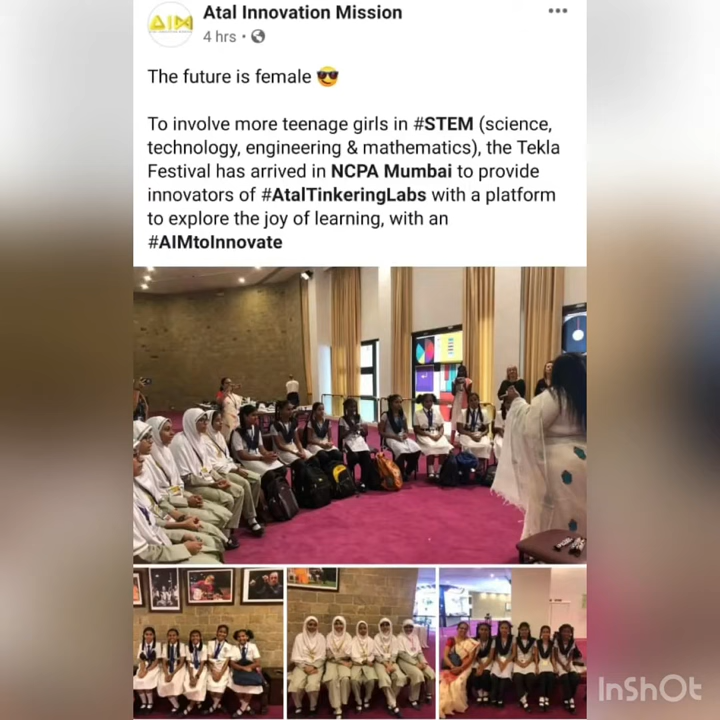 AIM
Atal Innovation Mission
4 hrs •
The future is female 😎
To involve more teenage girls in #STEM (science,
technology, engineering & mathematics), the Tekla
Festival has arrived in NCPA Mumbai to provide
innovators of #AtalTinkeringLabs with a platform
to explore the joy of learning, with an
#AIMtoInnovate
InShOt